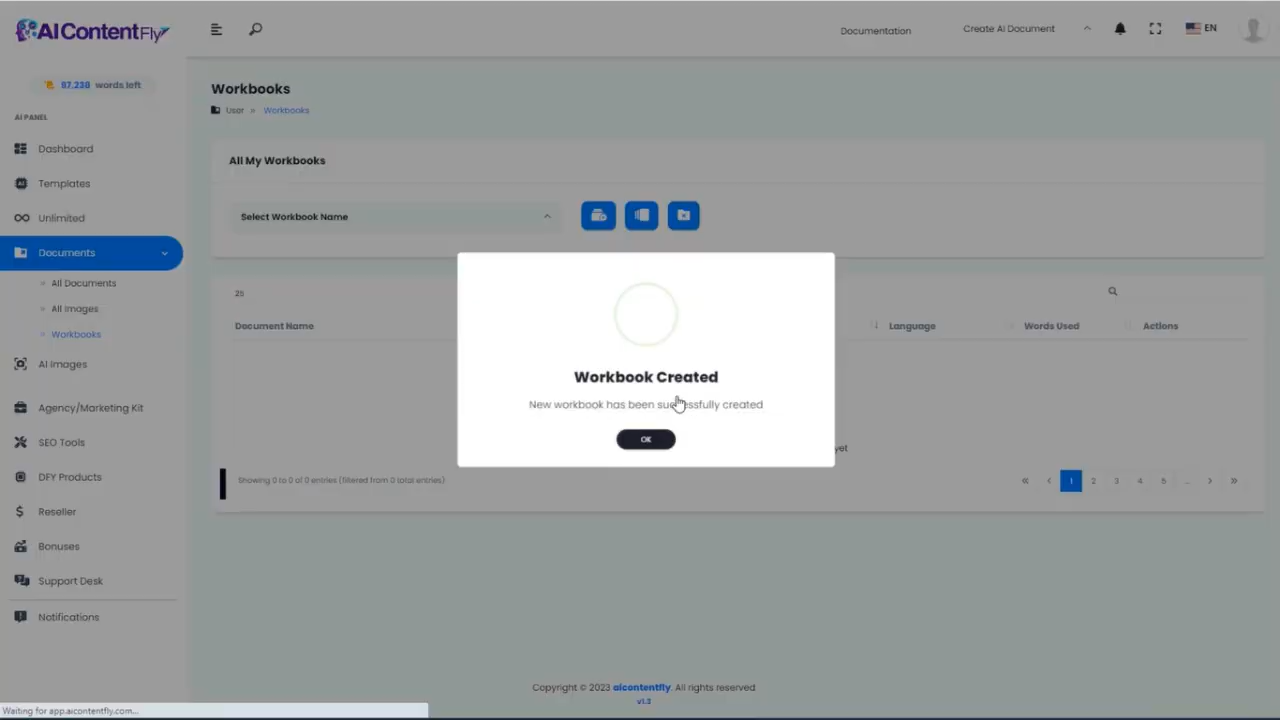 AI CONTENTFLY
Documentation
Create AI Document
EN
97,238 words left
AI PANEL
Dashboard
Templates
Unlimited
Documents
All Documents
All Images
Workbooks
AI Images
Agency/Marketing Kit
SEO Tools
DFY Products
Reseller
Bonuses
Support Desk
Notifications
Workbooks
User » Workbooks
All My Workbooks
Select Workbook Name
25
Document Name
Language
Words Used
Actions
yet
Showing 0 to 0 of 0 entries (filtered from 0 total entries)
« ‹ 1 2 3 4 5 ... › »
Workbook Created
New workbook has been successfully created
OK
Copyright © 2023 aicontentfly. All rights reserved
v1.3
Waiting for app.aicontentfly.com...